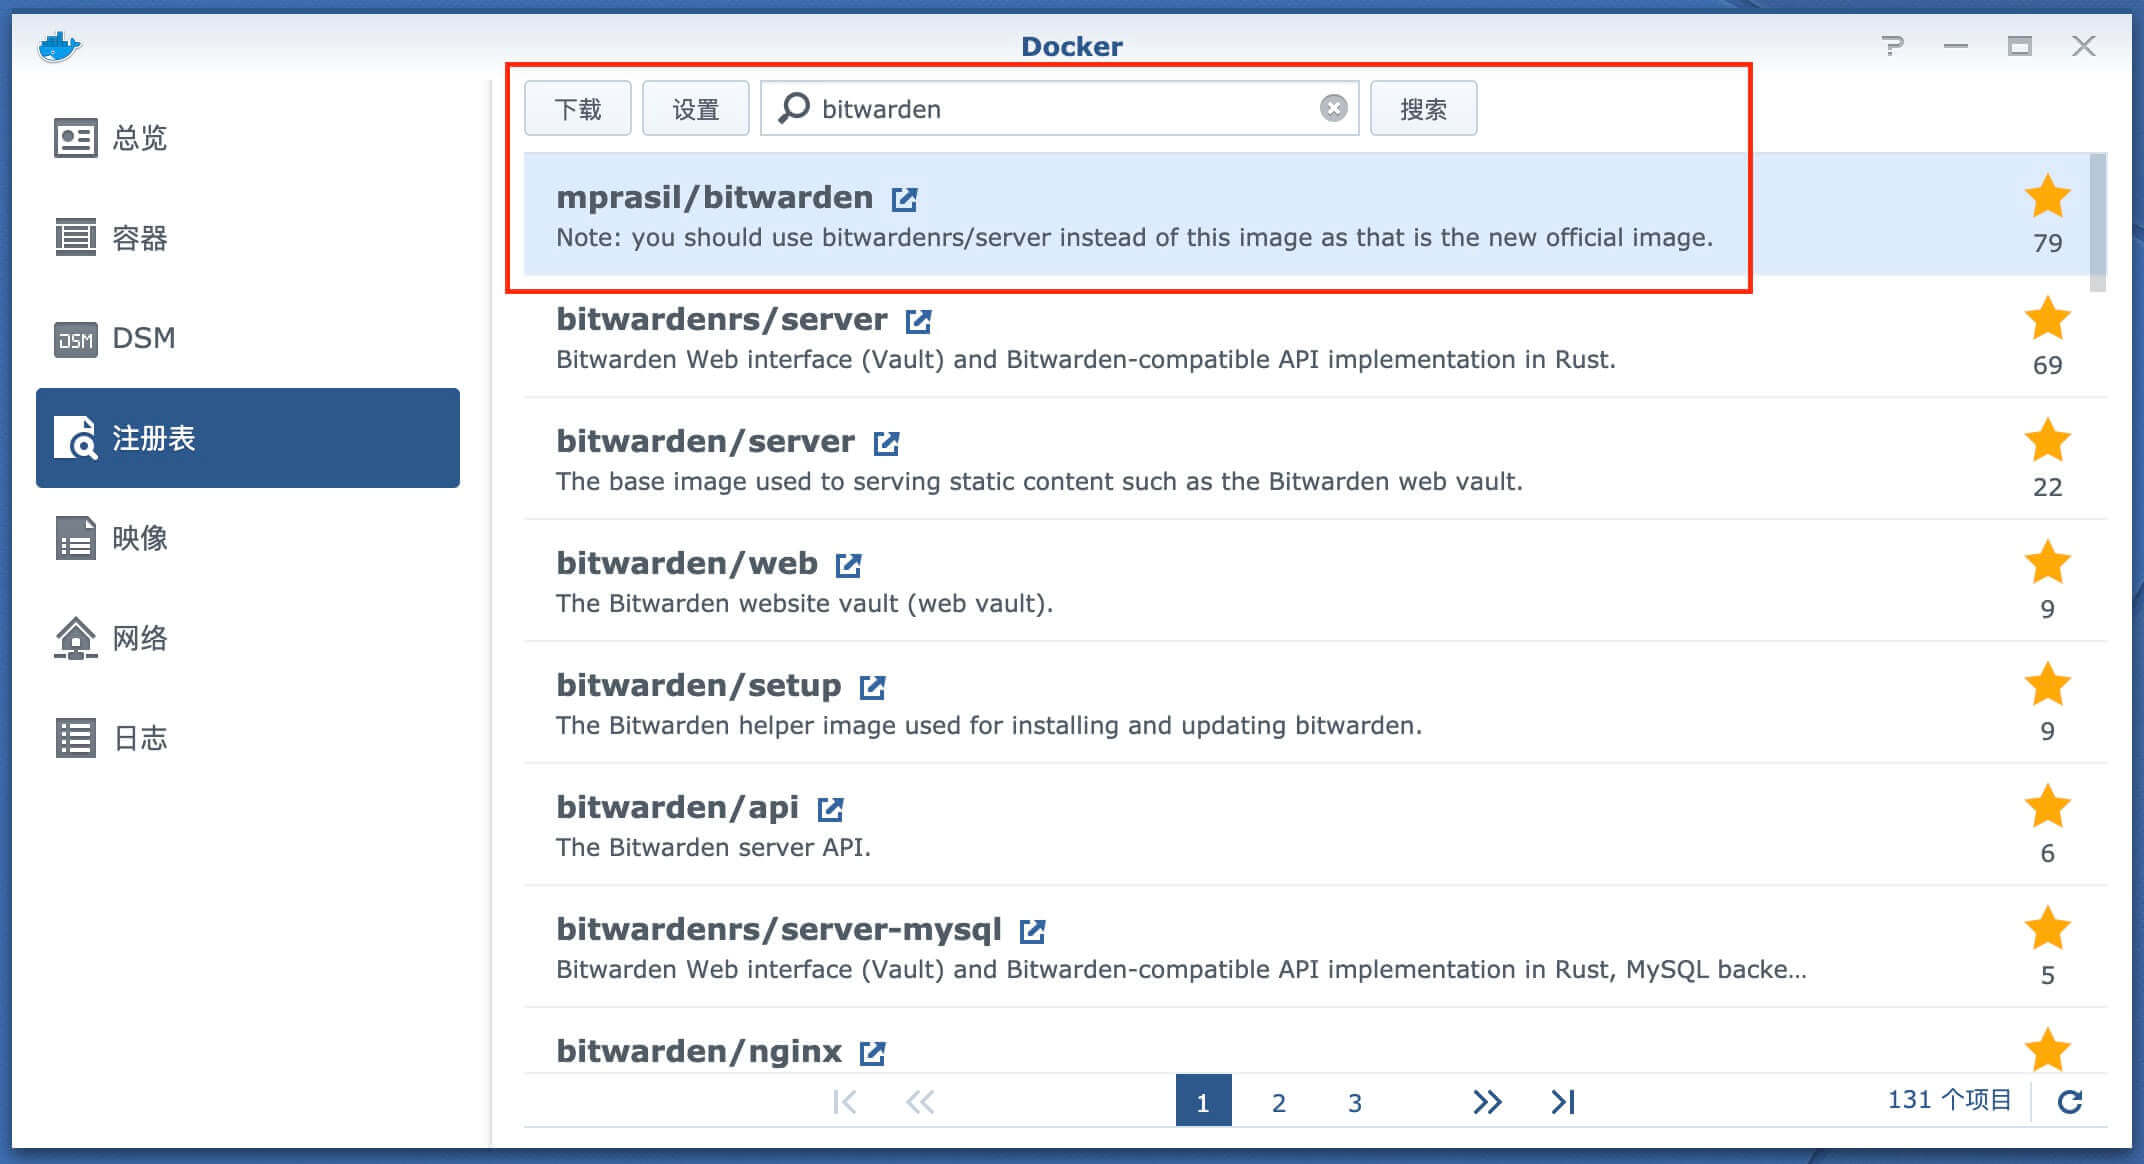 Docker
总览
容器
DSM
DSM
注册表
映像
网络
日志
下载
设置
bitwarden
搜索
mprasil/bitwarden
Note: you should use bitwardenrs/server instead of this image as that is the new official image.
79
bitwardenrs/server
Bitwarden Web interface (Vault) and Bitwarden-compatible API implementation in Rust.
69
bitwarden/server
The base image used to serving static content such as the Bitwarden web vault.
22
bitwarden/web
The Bitwarden website vault (web vault).
9
bitwarden/setup
The Bitwarden helper image used for installing and updating bitwarden.
9
bitwarden/api
The Bitwarden server API.
6
bitwardenrs/server-mysql
Bitwarden Web interface (Vault) and Bitwarden-compatible API implementation in Rust, MySQL backe...
5
bitwarden/nginx
1 2 3
131 个项目